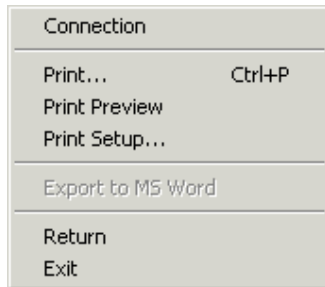 Connection
Print... Ctrl+P
Print Preview
Print Setup...
Export to MS Word
Return
Exit